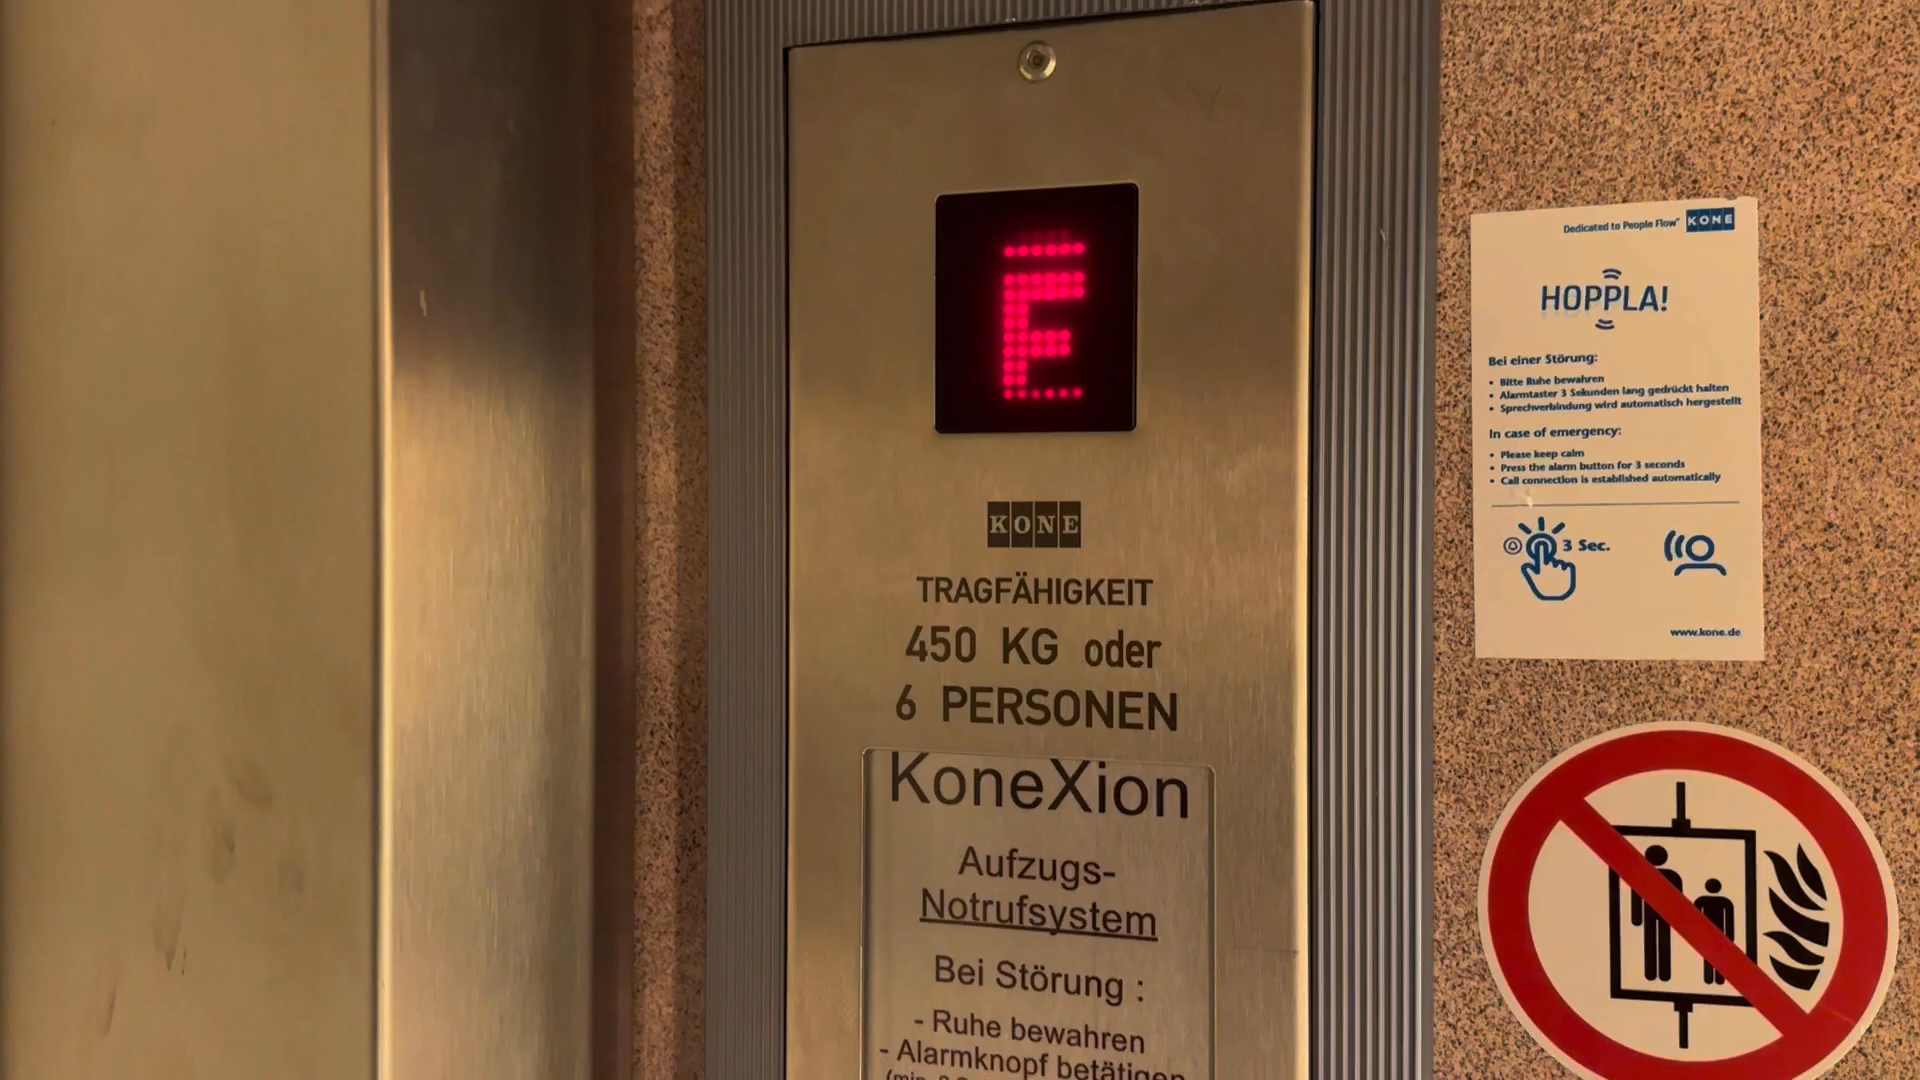 E
KONE
TRAGFÄHIGKEIT
450 KG oder
6 PERSONEN
KoneXion
Aufzugs-
Notrufsystem
Bei Störung :
- Ruhe bewahren
- Alarmknopf betätigen
Dedicated to People Flow™ KONE
HOPPLA!
Bei einer Störung:
• Bitte Ruhe bewahren
• Alarmtaster 3 Sekunden lang gedrückt halten
• Sprechverbindung wird automatisch hergestellt
In case of emergency:
• Please keep calm
• Press the alarm button for 3 seconds
• Call connection is established automatically
3 Sec.
www.kone.de